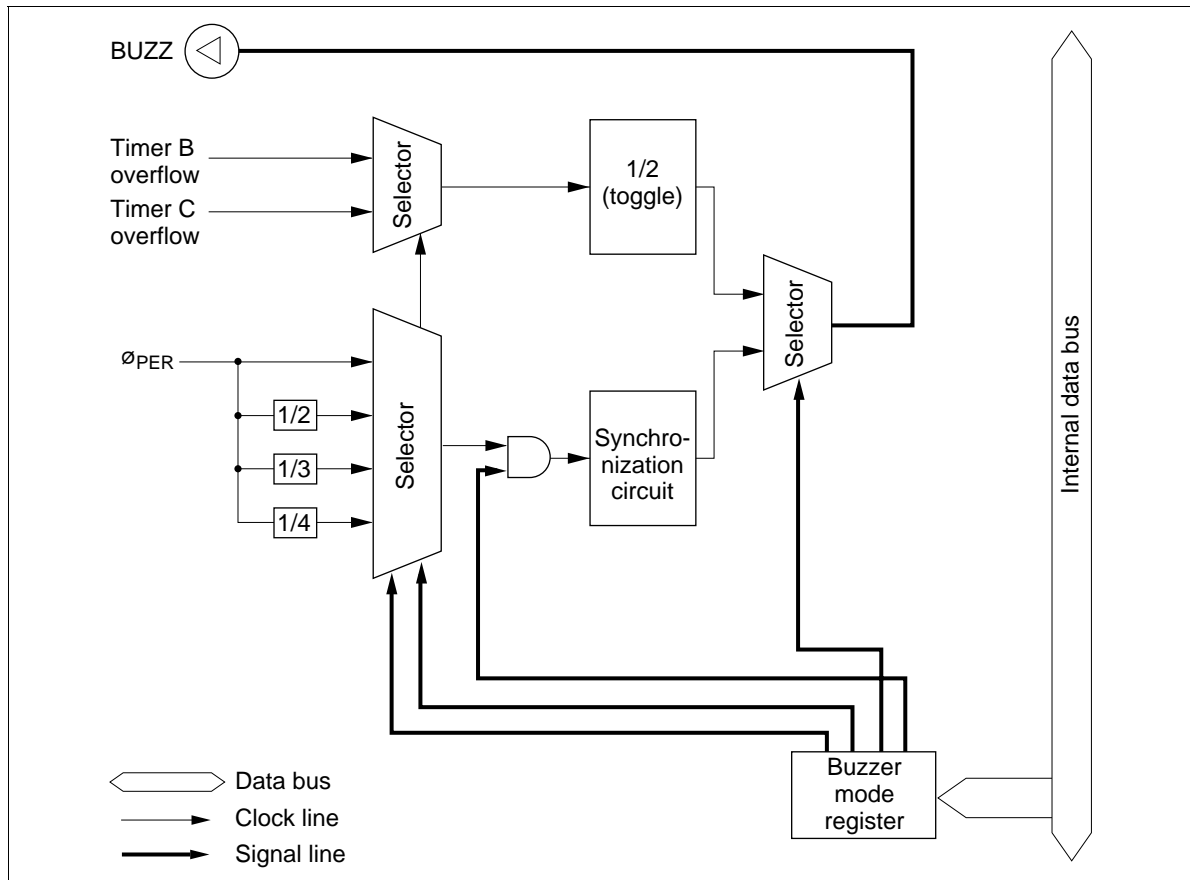 BUZZ
Timer B
overflow
Timer C
overflow
Selector
1/2
(toggle)
Selector
øPER
1/2
1/3
1/4
Selector
Synchro-
nization
circuit
Internal data bus
Buzzer
mode
register
Data bus
Clock line
Signal line